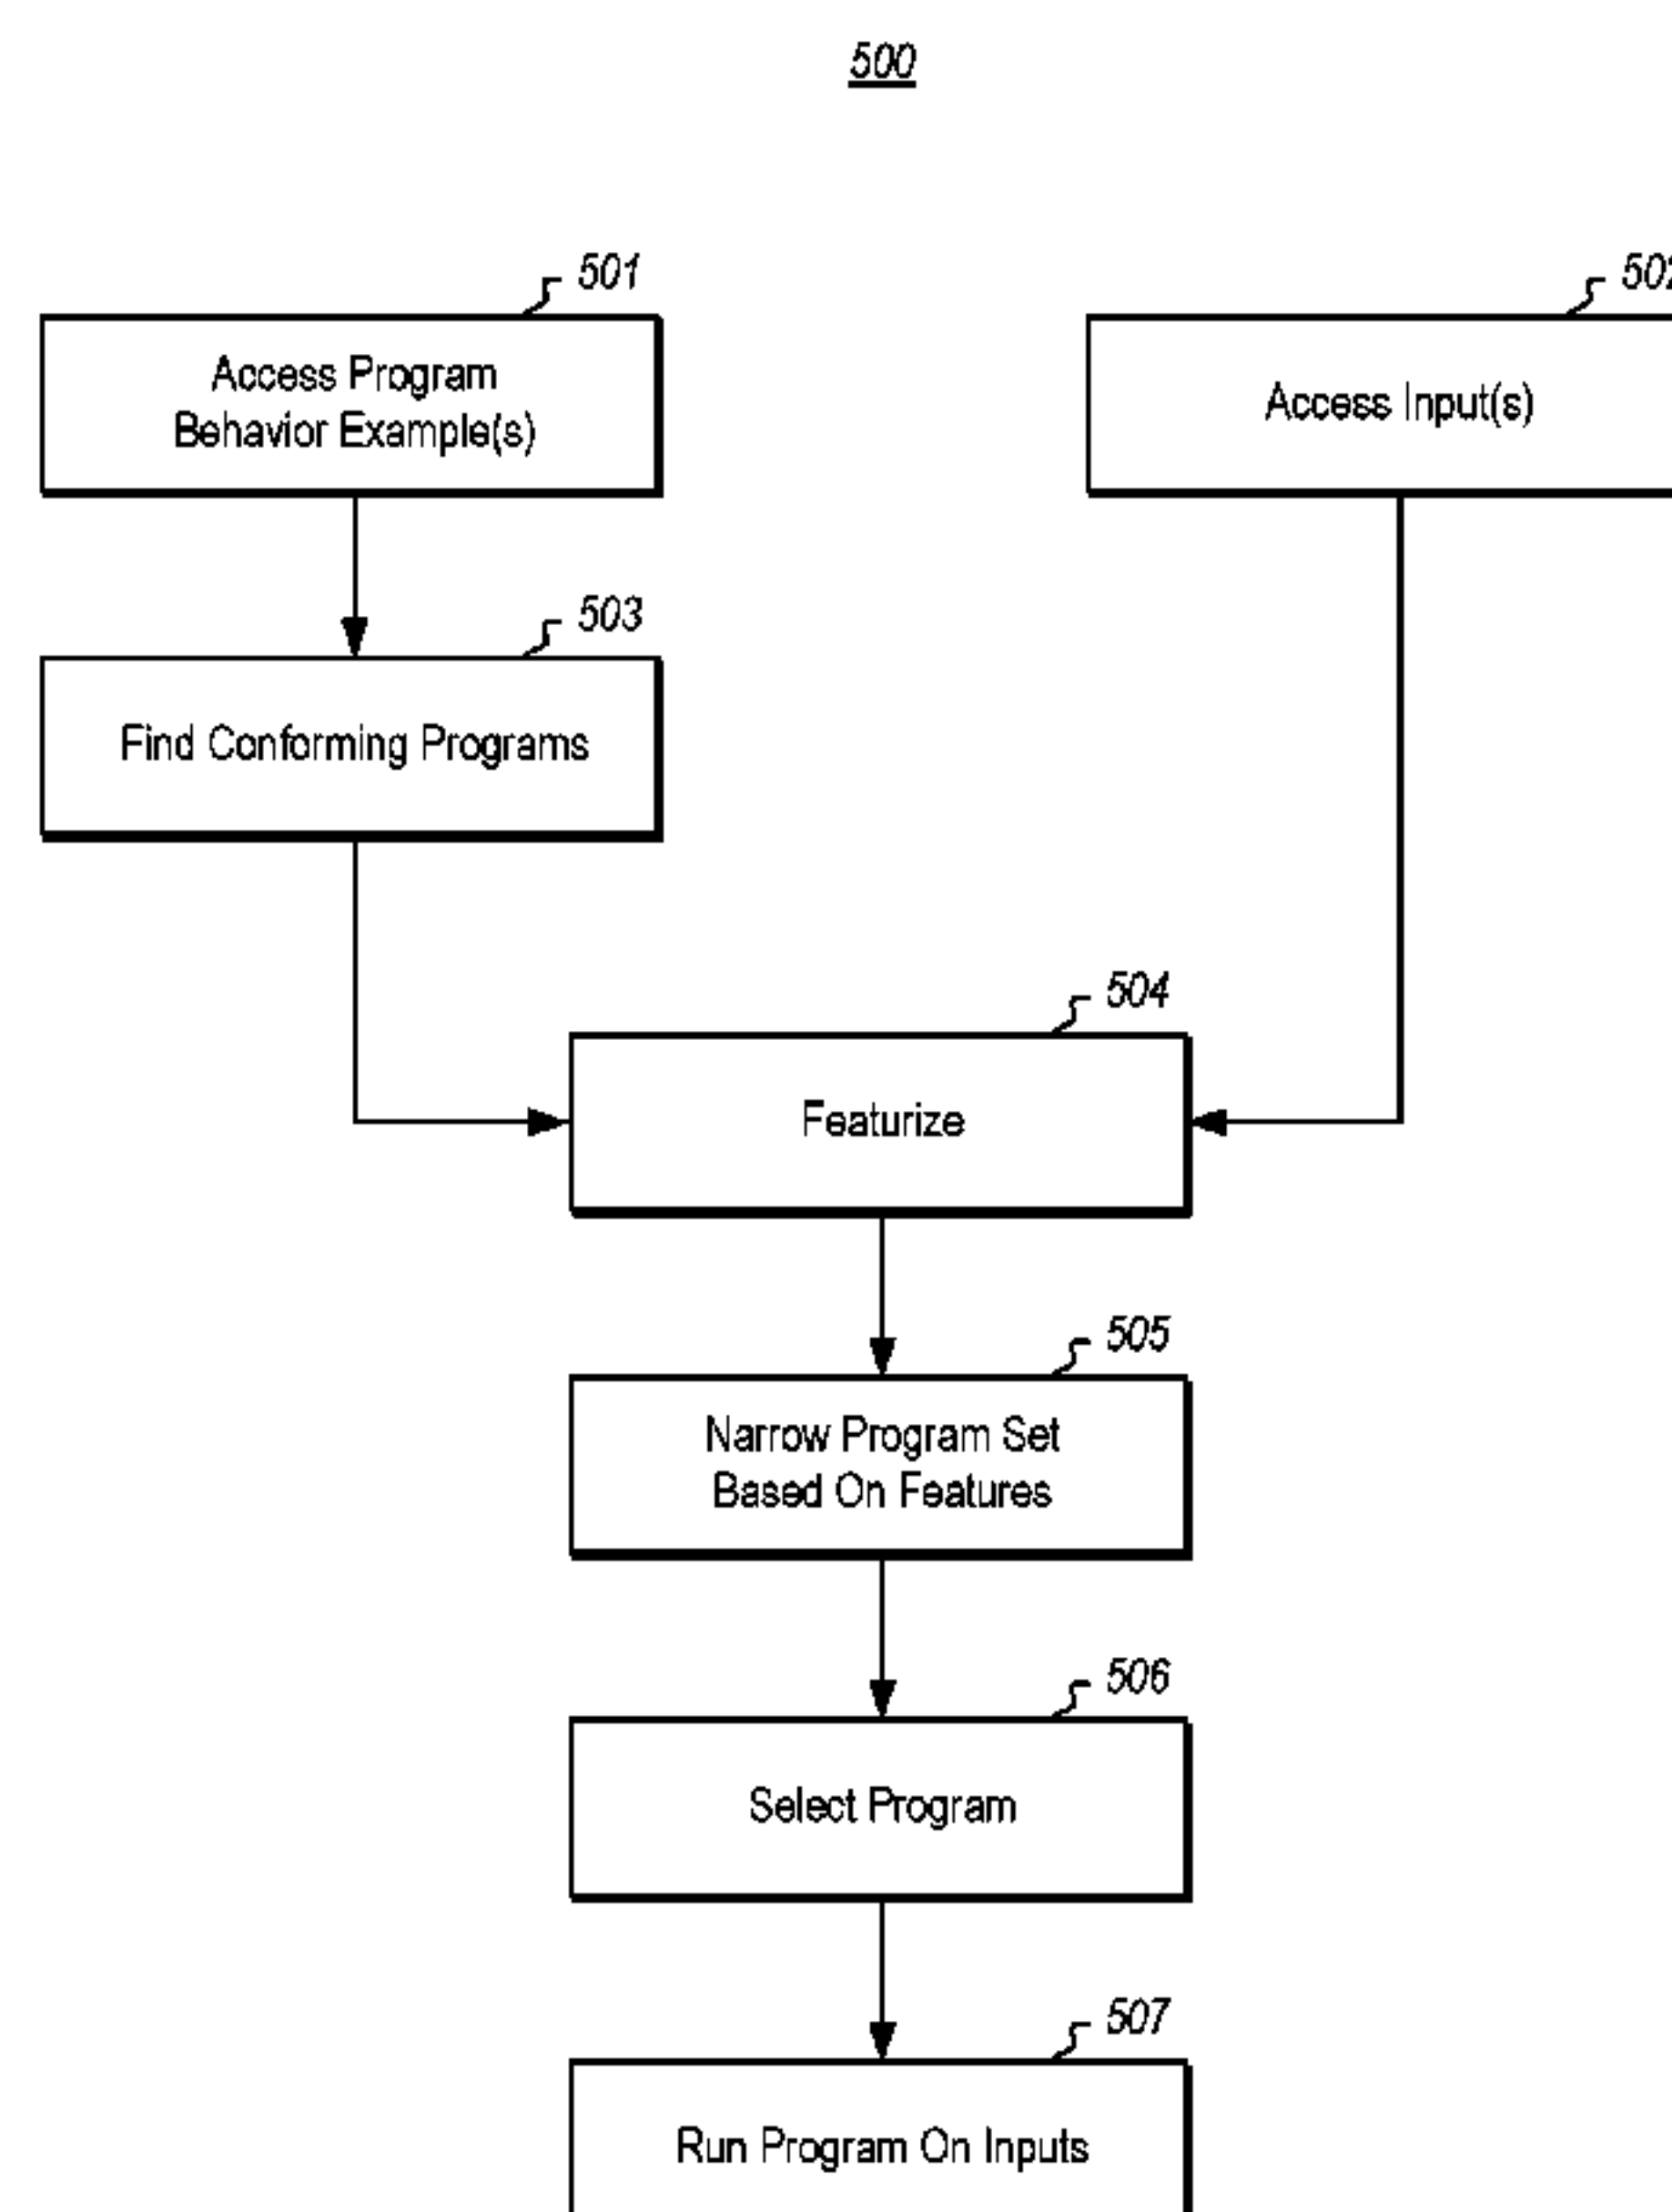 500
501
Access Program
Behavior Example(s)
502
Access Input(s)
503
Find Conforming Programs
504
Featurize
505
Narrow Program Set
Based On Features
506
Select Program
507
Run Program On Inputs